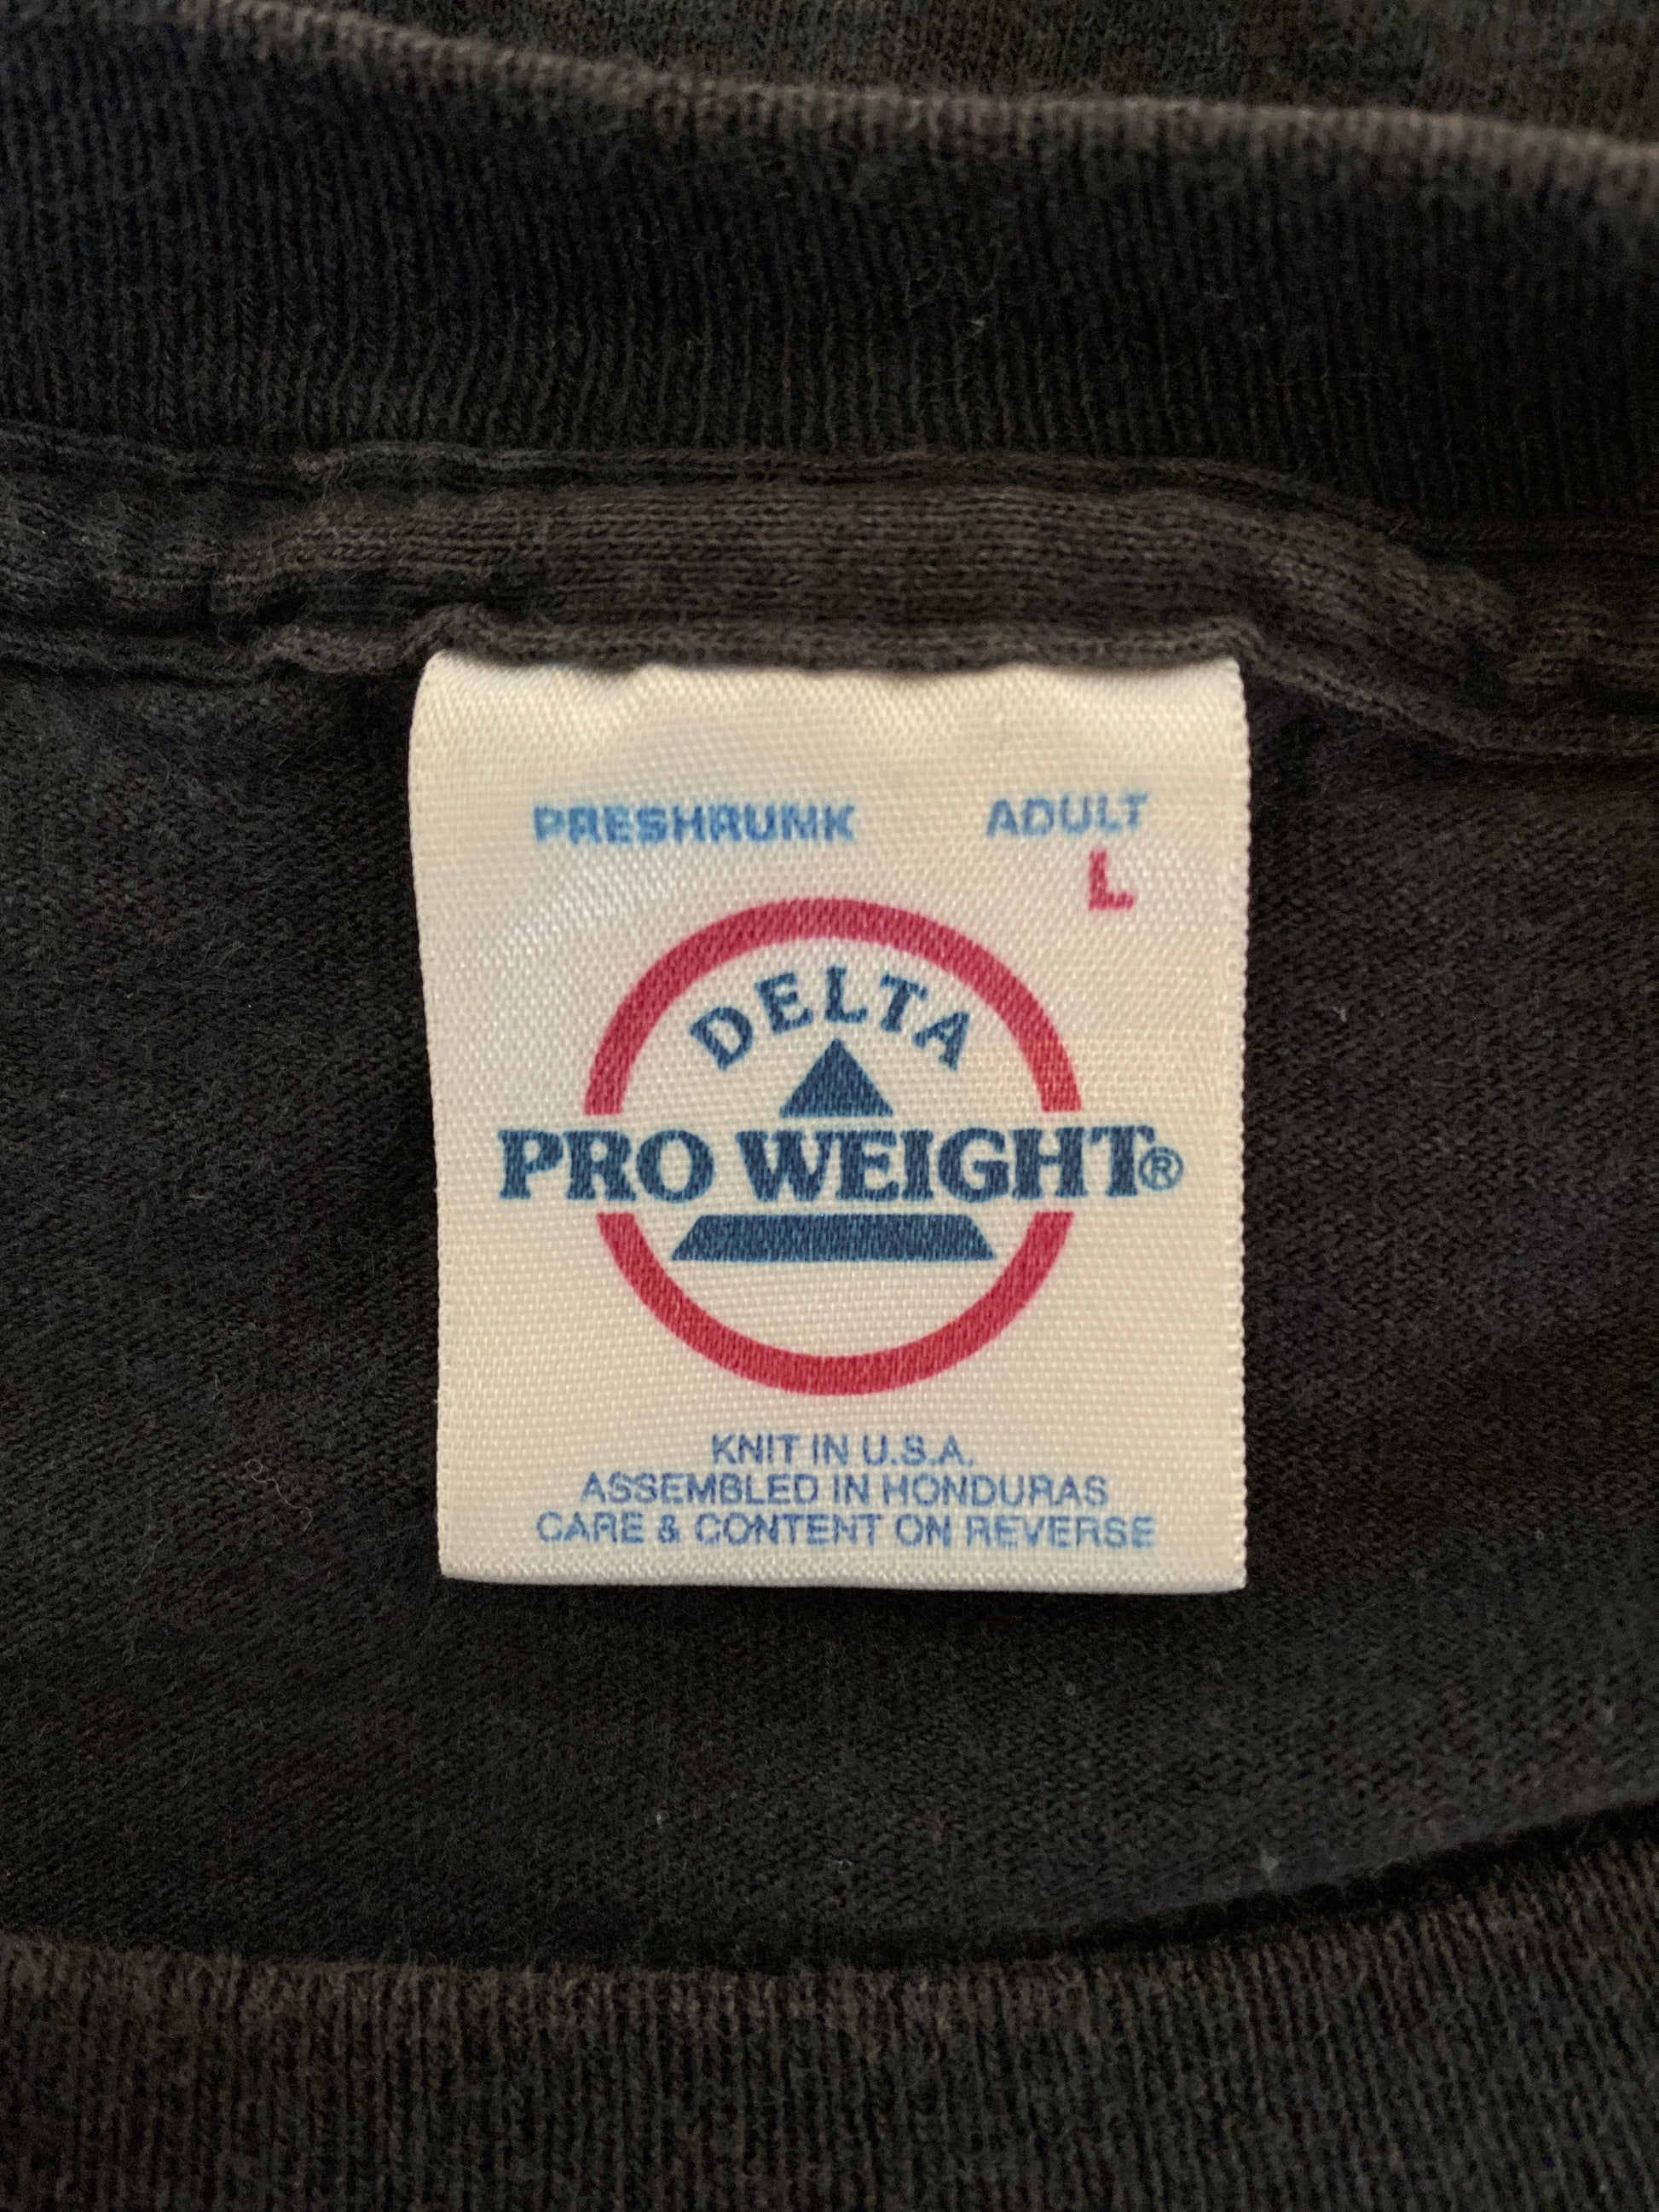 PRESHRUNK ADULT
L
DELTA
PRO WEIGHT®
KNIT IN U.S.A.
ASSEMBLED IN HONDURAS
CARE & CONTENT ON REVERSE